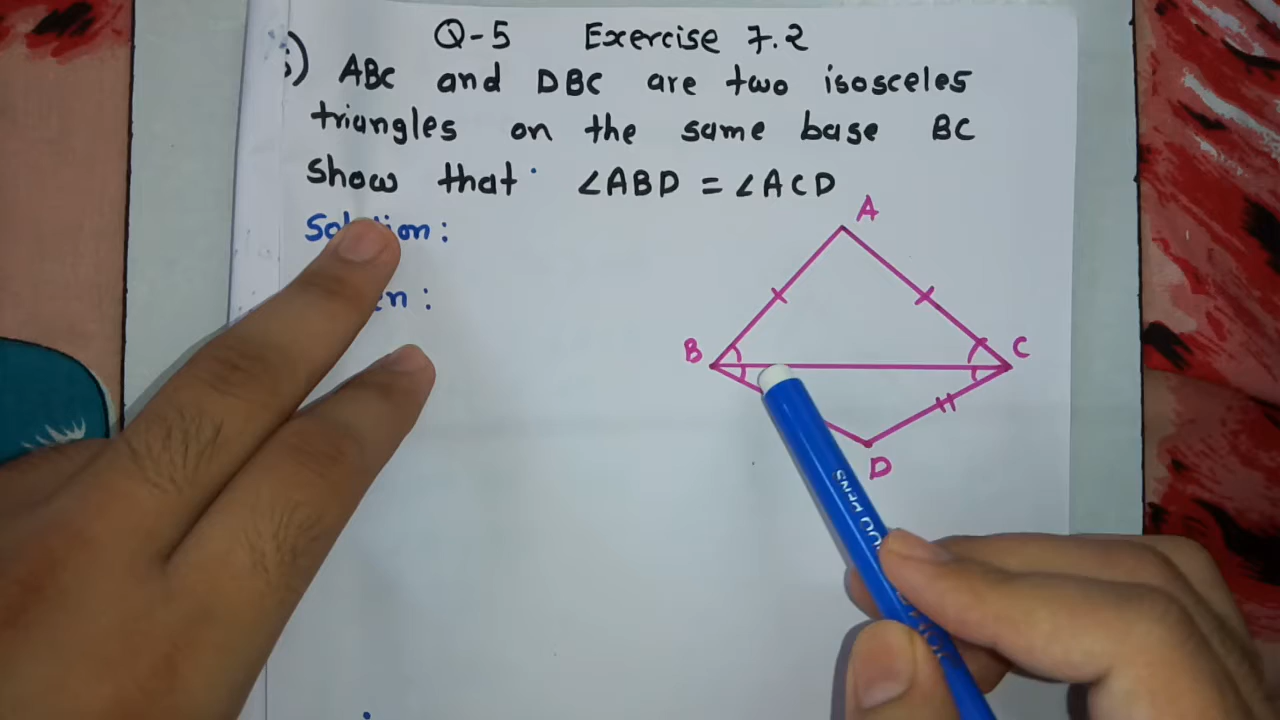 Q-5 Exercise 7.2
5) ABC and DBC are two isosceles
triangles on the same base BC
show that ∠ABD = ∠ACD
A
B
C
D